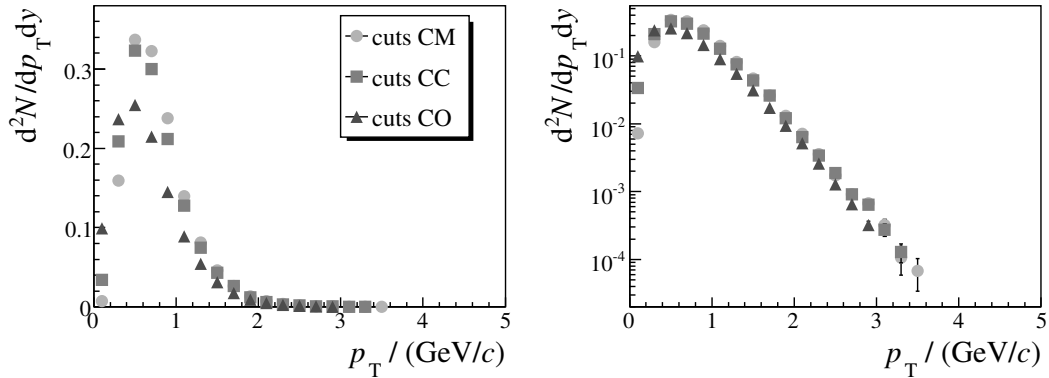 d²N/dp_T dy
0.3
0.2
0.1
0
0 1 2 3 4 5
p_T / (GeV/c)
cuts CM
cuts CC
cuts CO
d²N/dp_T dy
10⁻¹
10⁻²
10⁻³
10⁻⁴
0 1 2 3 4 5
p_T / (GeV/c)